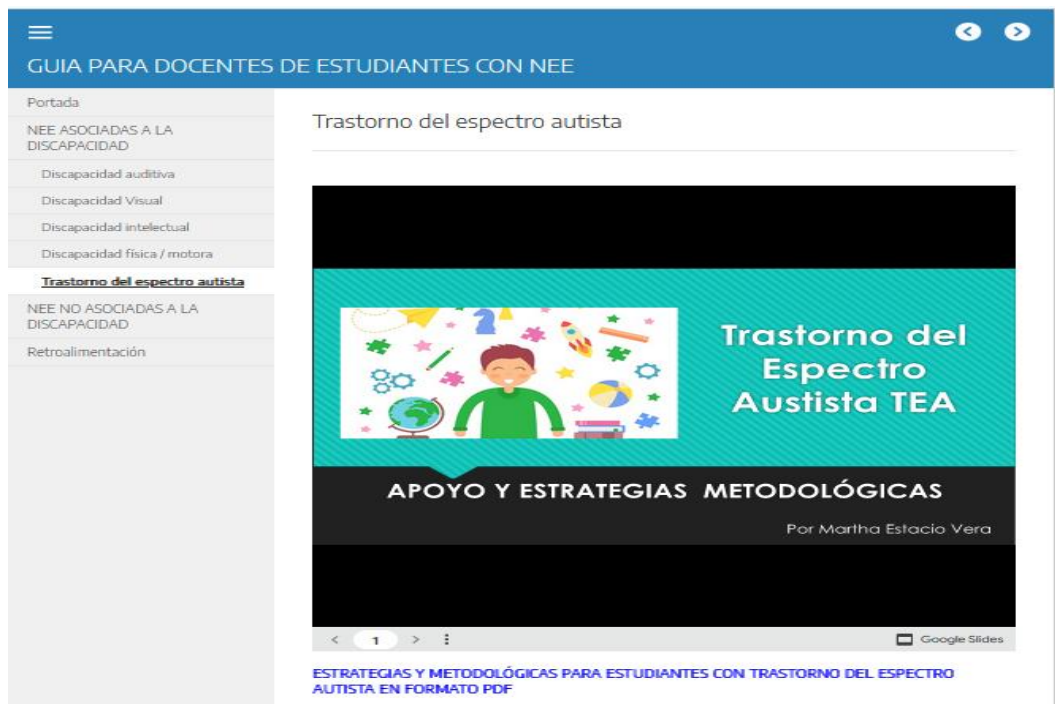 GUIA PARA DOCENTES DE ESTUDIANTES CON NEE
Portada
NEE ASOCIADAS A LA
DISCAPACIDAD
Discapacidad auditiva
Discapacidad Visual
Discapacidad intelectual
Discapacidad física / motora
Trastorno del espectro autista
NEE NO ASOCIADAS A LA
DISCAPACIDAD
Retroalimentación
Trastorno del espectro autista
Trastorno del
Espectro
Austista TEA
APOYO Y ESTRATEGIAS METODOLÓGICAS
Por Martha Estacio Vera
1
Google Slides
ESTRATEGIAS Y METODOLÓGICAS PARA ESTUDIANTES CON TRASTORNO DEL ESPECTRO
AUTISTA EN FORMATO PDF